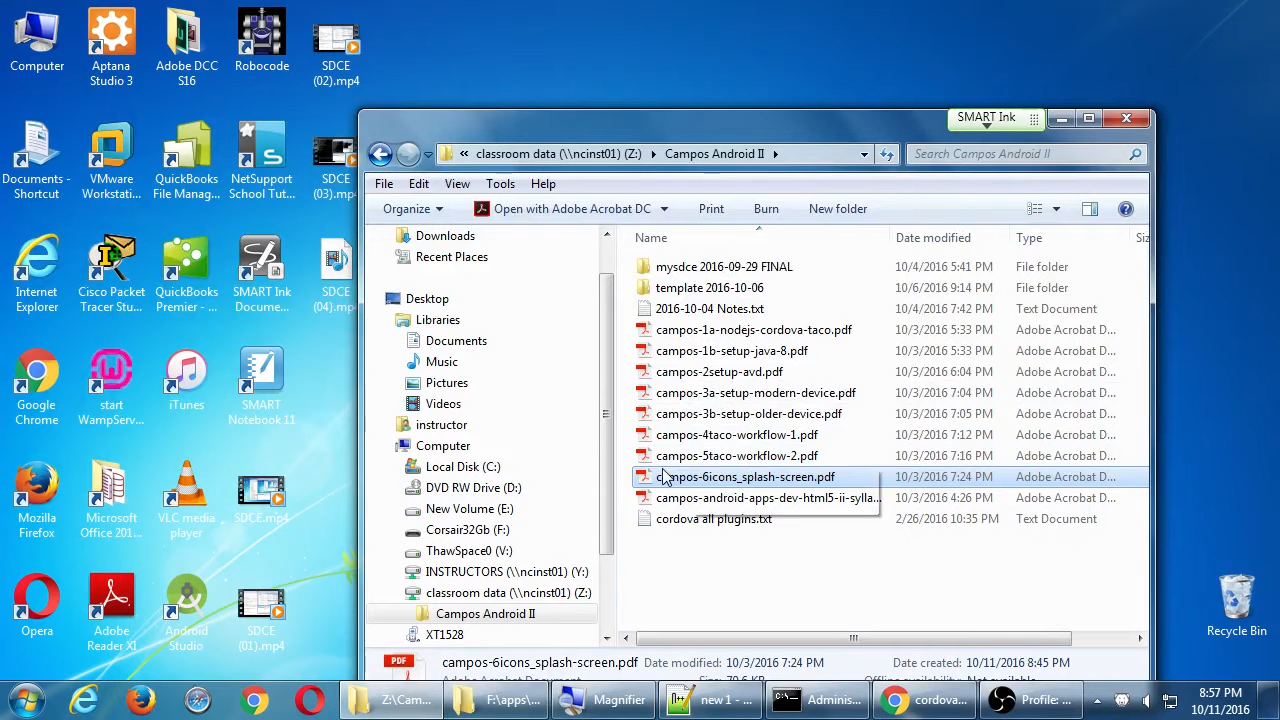 Computer
Aptana
Studio 3
Adobe DCC
S16
Robocode
SDCE
(02).mp4
Documents -
Shortcut
VMware
Workstati...
QuickBooks
File Manag...
NetSupport
School Tut...
SDCE
(03).mp4
Internet
Explorer
Cisco Packet
Tracer Stu...
QuickBooks
Premier - ...
SMART Ink
Docume...
SDCE
(04).mp4
Google
Chrome
start
WampServ...
iTunes
SMART
Notebook 11
Mozilla
Firefox
Microsoft
Office 201...
VLC media
player
SDCE.mp4
Opera
Adobe
Reader XI
Android
Studio
SDCE
(01).mp4
Recycle Bin
SMART Ink
« classroom data (\\ncinst01) (Z:) Campos Android II
Search Campos Android II
File Edit View Tools Help
Organize Open with Adobe Acrobat DC Print Burn New folder
Downloads
Recent Places
Desktop
Libraries
Documents
Music
Pictures
Videos
instructor
Computer
Local Disk (C:)
DVD RW Drive (D:)
New Volume (E:)
Corsair32Gb (F:)
ThawSpace0 (V:)
INSTRUCTORS (\\ncinst01) (Y:)
classroom data (\\ncinst01) (Z:)
Campos Android II
XT1528
Name Date modified Type Siz
mysdce 2016-09-29 FINAL 10/4/2016 5:41 PM File folder
template 2016-10-06 10/6/2016 9:14 PM File folder
2016-10-04 Notes.txt 10/4/2016 7:42 PM Text Document
campos-1a-nodejs-cordova-taco.pdf 10/3/2016 5:33 PM Adobe Acrobat D...
campos-1b-setup-java-8.pdf 10/3/2016 5:33 PM Adobe Acrobat D...
campos-2setup-avd.pdf 10/3/2016 6:04 PM Adobe Acrobat D...
campos-3a-setup-modern-device.pdf 10/3/2016 7:04 PM Adobe Acrobat D...
campos-3b-setup-older-device.pdf 10/3/2016 7:05 PM Adobe Acrobat D...
campos-4taco-workflow-1.pdf 10/3/2016 7:12 PM Adobe Acrobat D...
campos-5taco-workflow-2.pdf 10/3/2016 7:16 PM Adobe Acrobat D...
campos-6icons_splash-screen.pdf 10/3/2016 7:24 PM Adobe Acrobat D...
campos-android-apps-dev-html5-ii-sylla... 10/3/2016 4:26 PM Adobe Acrobat D...
cordova all plugins.txt 2/26/2016 10:35 PM Text Document
PDF
campos-6icons_splash-screen.pdf Date modified: 10/3/2016 7:24 PM Date created: 10/11/2016 8:45 PM
Z:\Cam...
F:\apps\...
Magnifier
new 1 - ...
Adminis...
cordova...
Profile: ...
8:57 PM
10/11/2016